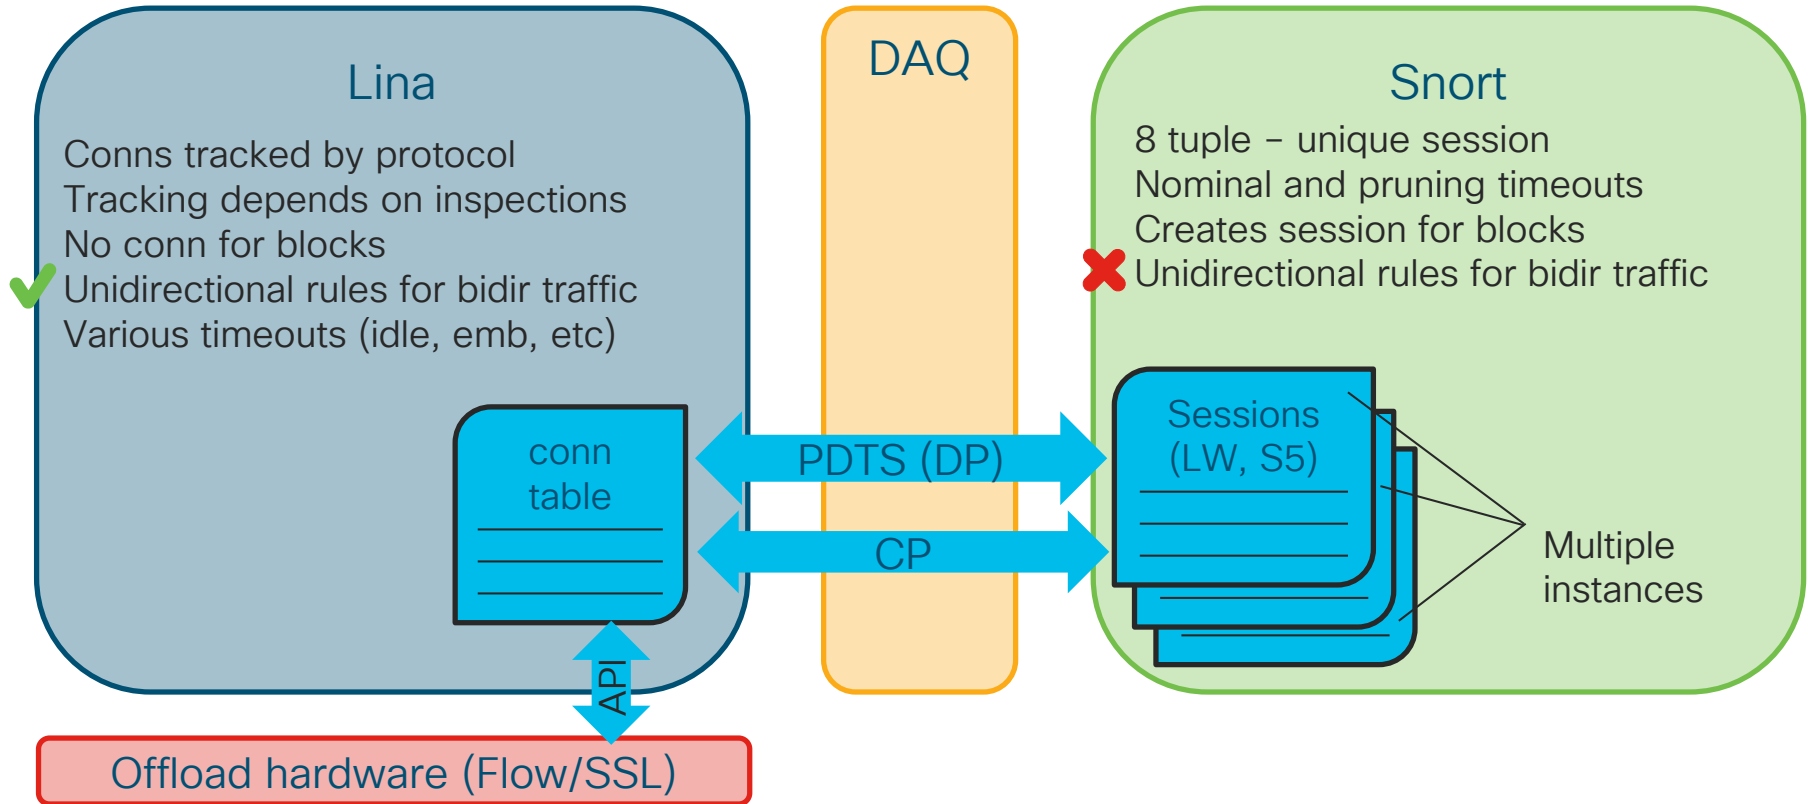 Lina
Conns tracked by protocol
Tracking depends on inspections
No conn for blocks
Unidirectional rules for bidir traffic
Various timeouts (idle, emb, etc)
conn
table
API
Offload hardware (Flow/SSL)
DAQ
PDTS (DP)
CP
Snort
8 tuple – unique session
Nominal and pruning timeouts
Creates session for blocks
Unidirectional rules for bidir traffic
Sessions
(LW, S5)
Multiple
instances